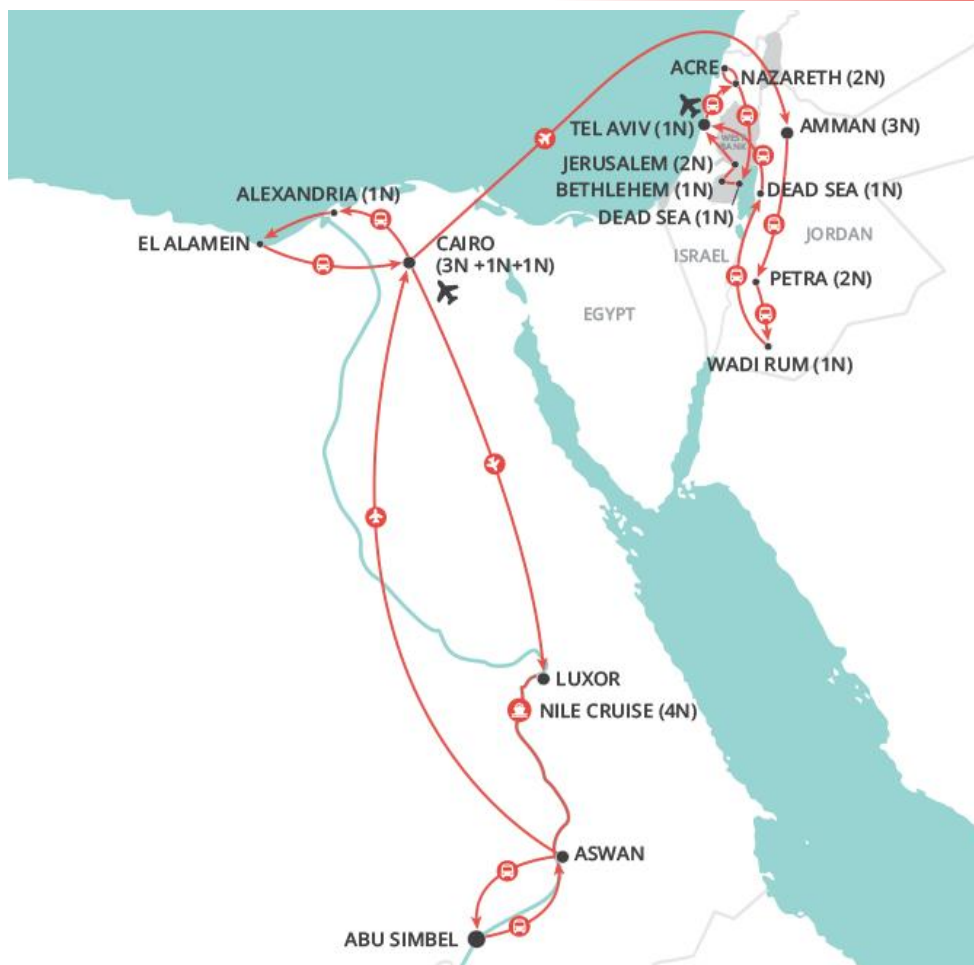 ACRE
NAZARETH (2N)
TEL AVIV (1N)
AMMAN (3N)
WEST
BANK
JERUSALEM (2N)
BETHLEHEM (1N)
DEAD SEA (1N)
DEAD SEA (1N)
ALEXANDRIA (1N)
EL ALAMEIN
CAIRO
(3N +1N+1N)
ISRAEL
JORDAN
PETRA (2N)
EGYPT
WADI RUM (1N)
LUXOR
NILE CRUISE (4N)
ASWAN
ABU SIMBEL